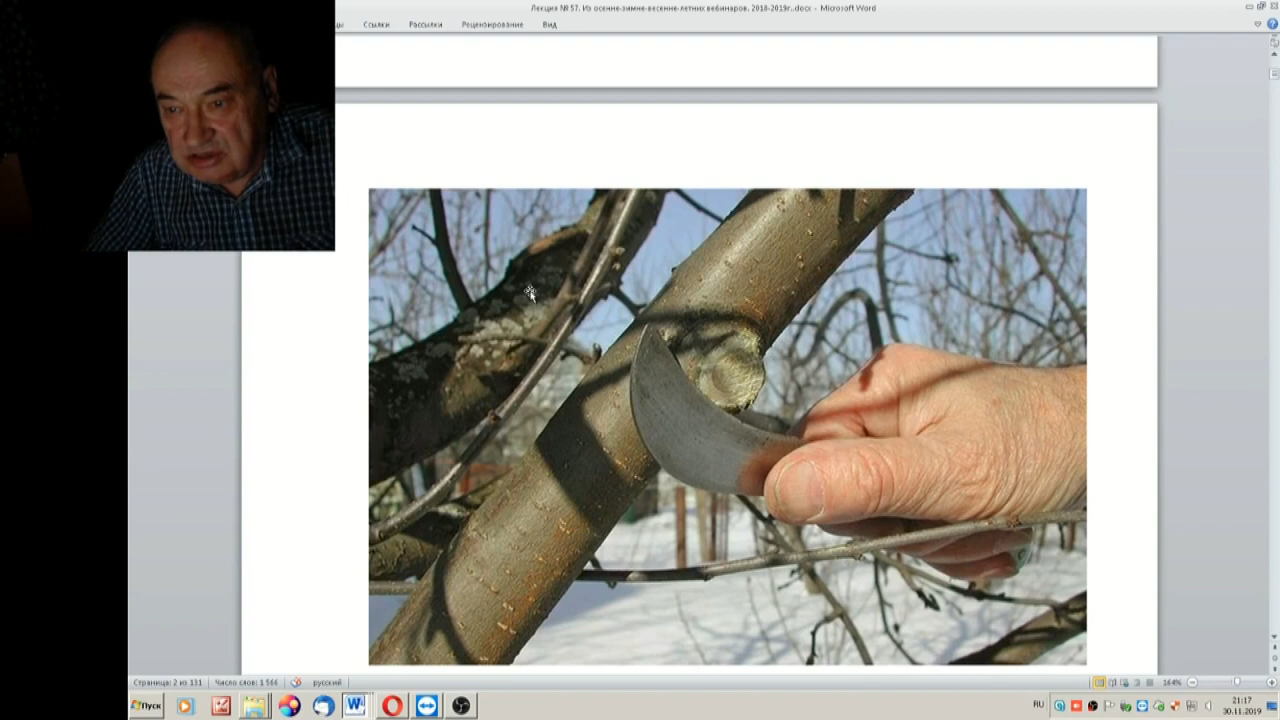 Лекция № 57. Из осенне-зимне-весенне-летних вебинаров, 2018-2019г..docx - Microsoft Word
Ссылки Рассылки Рецензирование Вид
Страница: 2 из 131 Число слов: 1 566 русский 164%
Пуск RU 21:17
30.11.2019